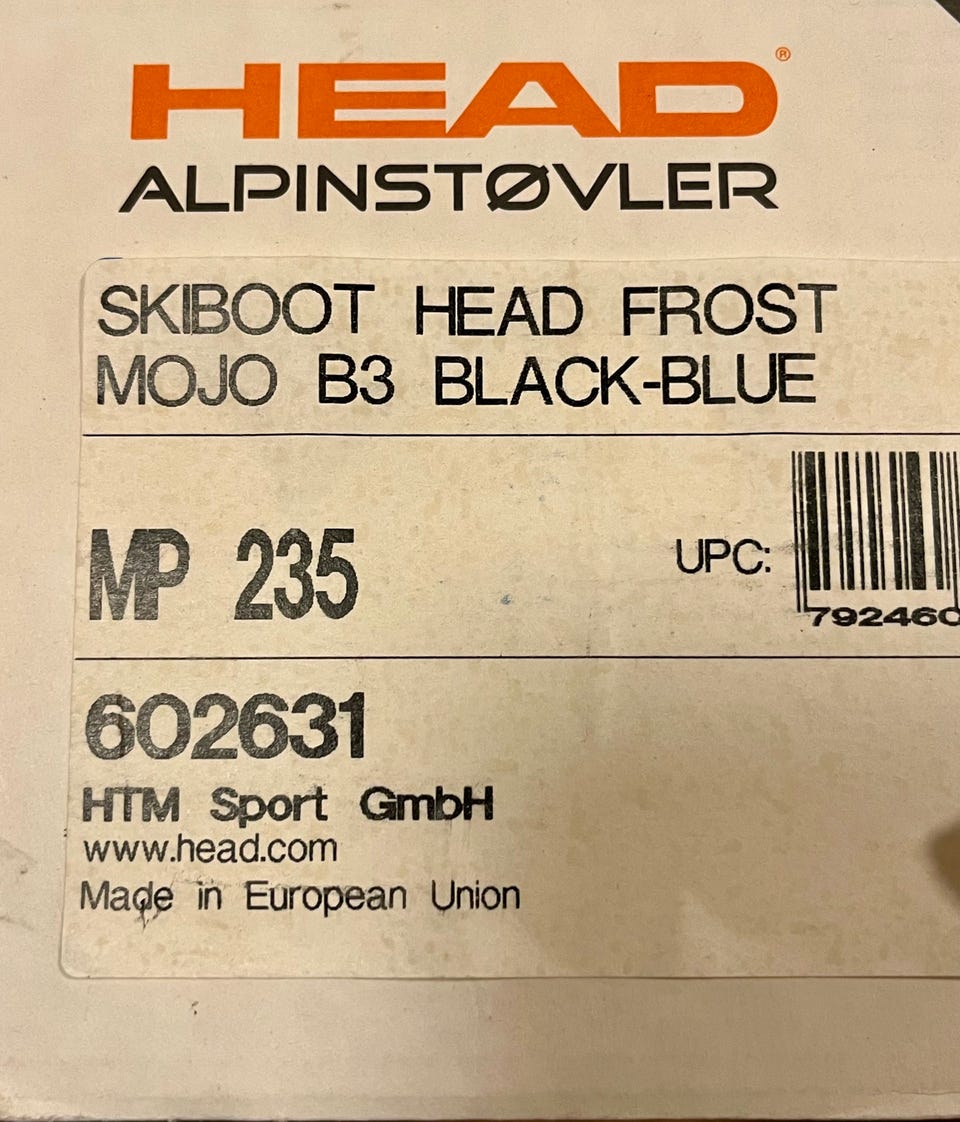 HEAD®
ALPINSTØVLER
SKIBOOT HEAD FROST
MOJO B3 BLACK-BLUE
MP 235
UPC:
792460
602631
HTM Sport GmbH
www.head.com
Made in European Union